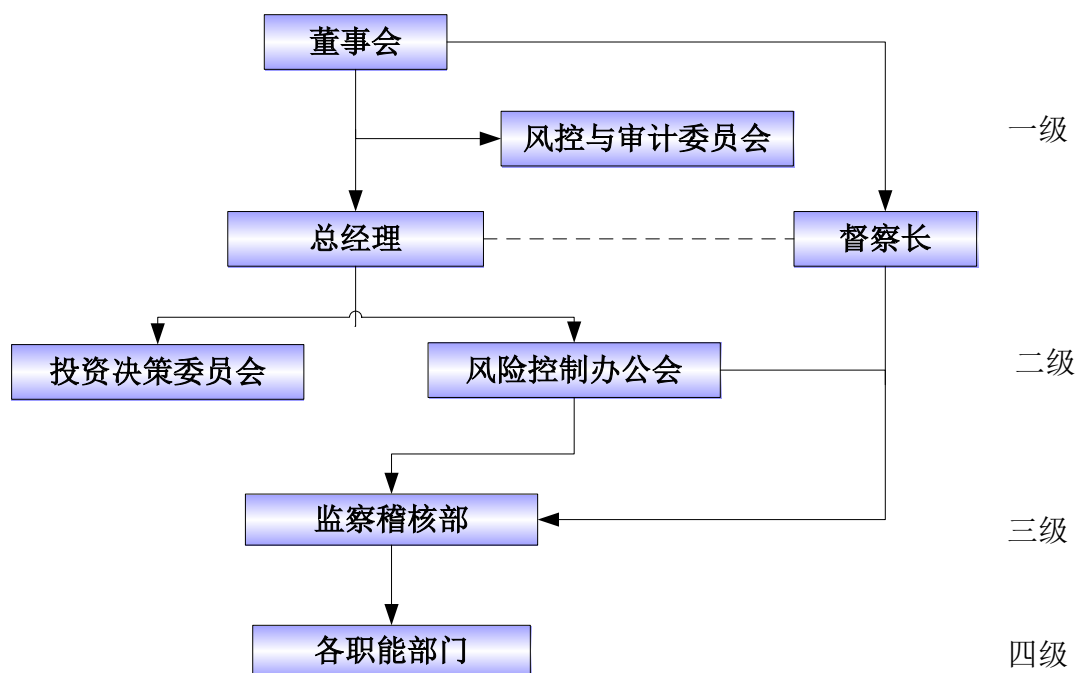 董事会
风控与审计委员会
一级
总经理
督察长
投资决策委员会
风险控制办公会
二级
监察稽核部
三级
各职能部门
四级